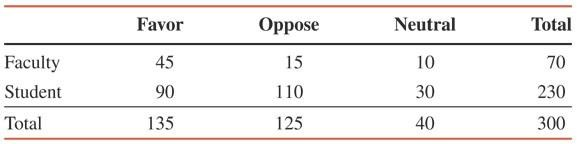 Favor Oppose Neutral Total
Faculty 45 15 10 70
Student 90 110 30 230
Total 135 125 40 300